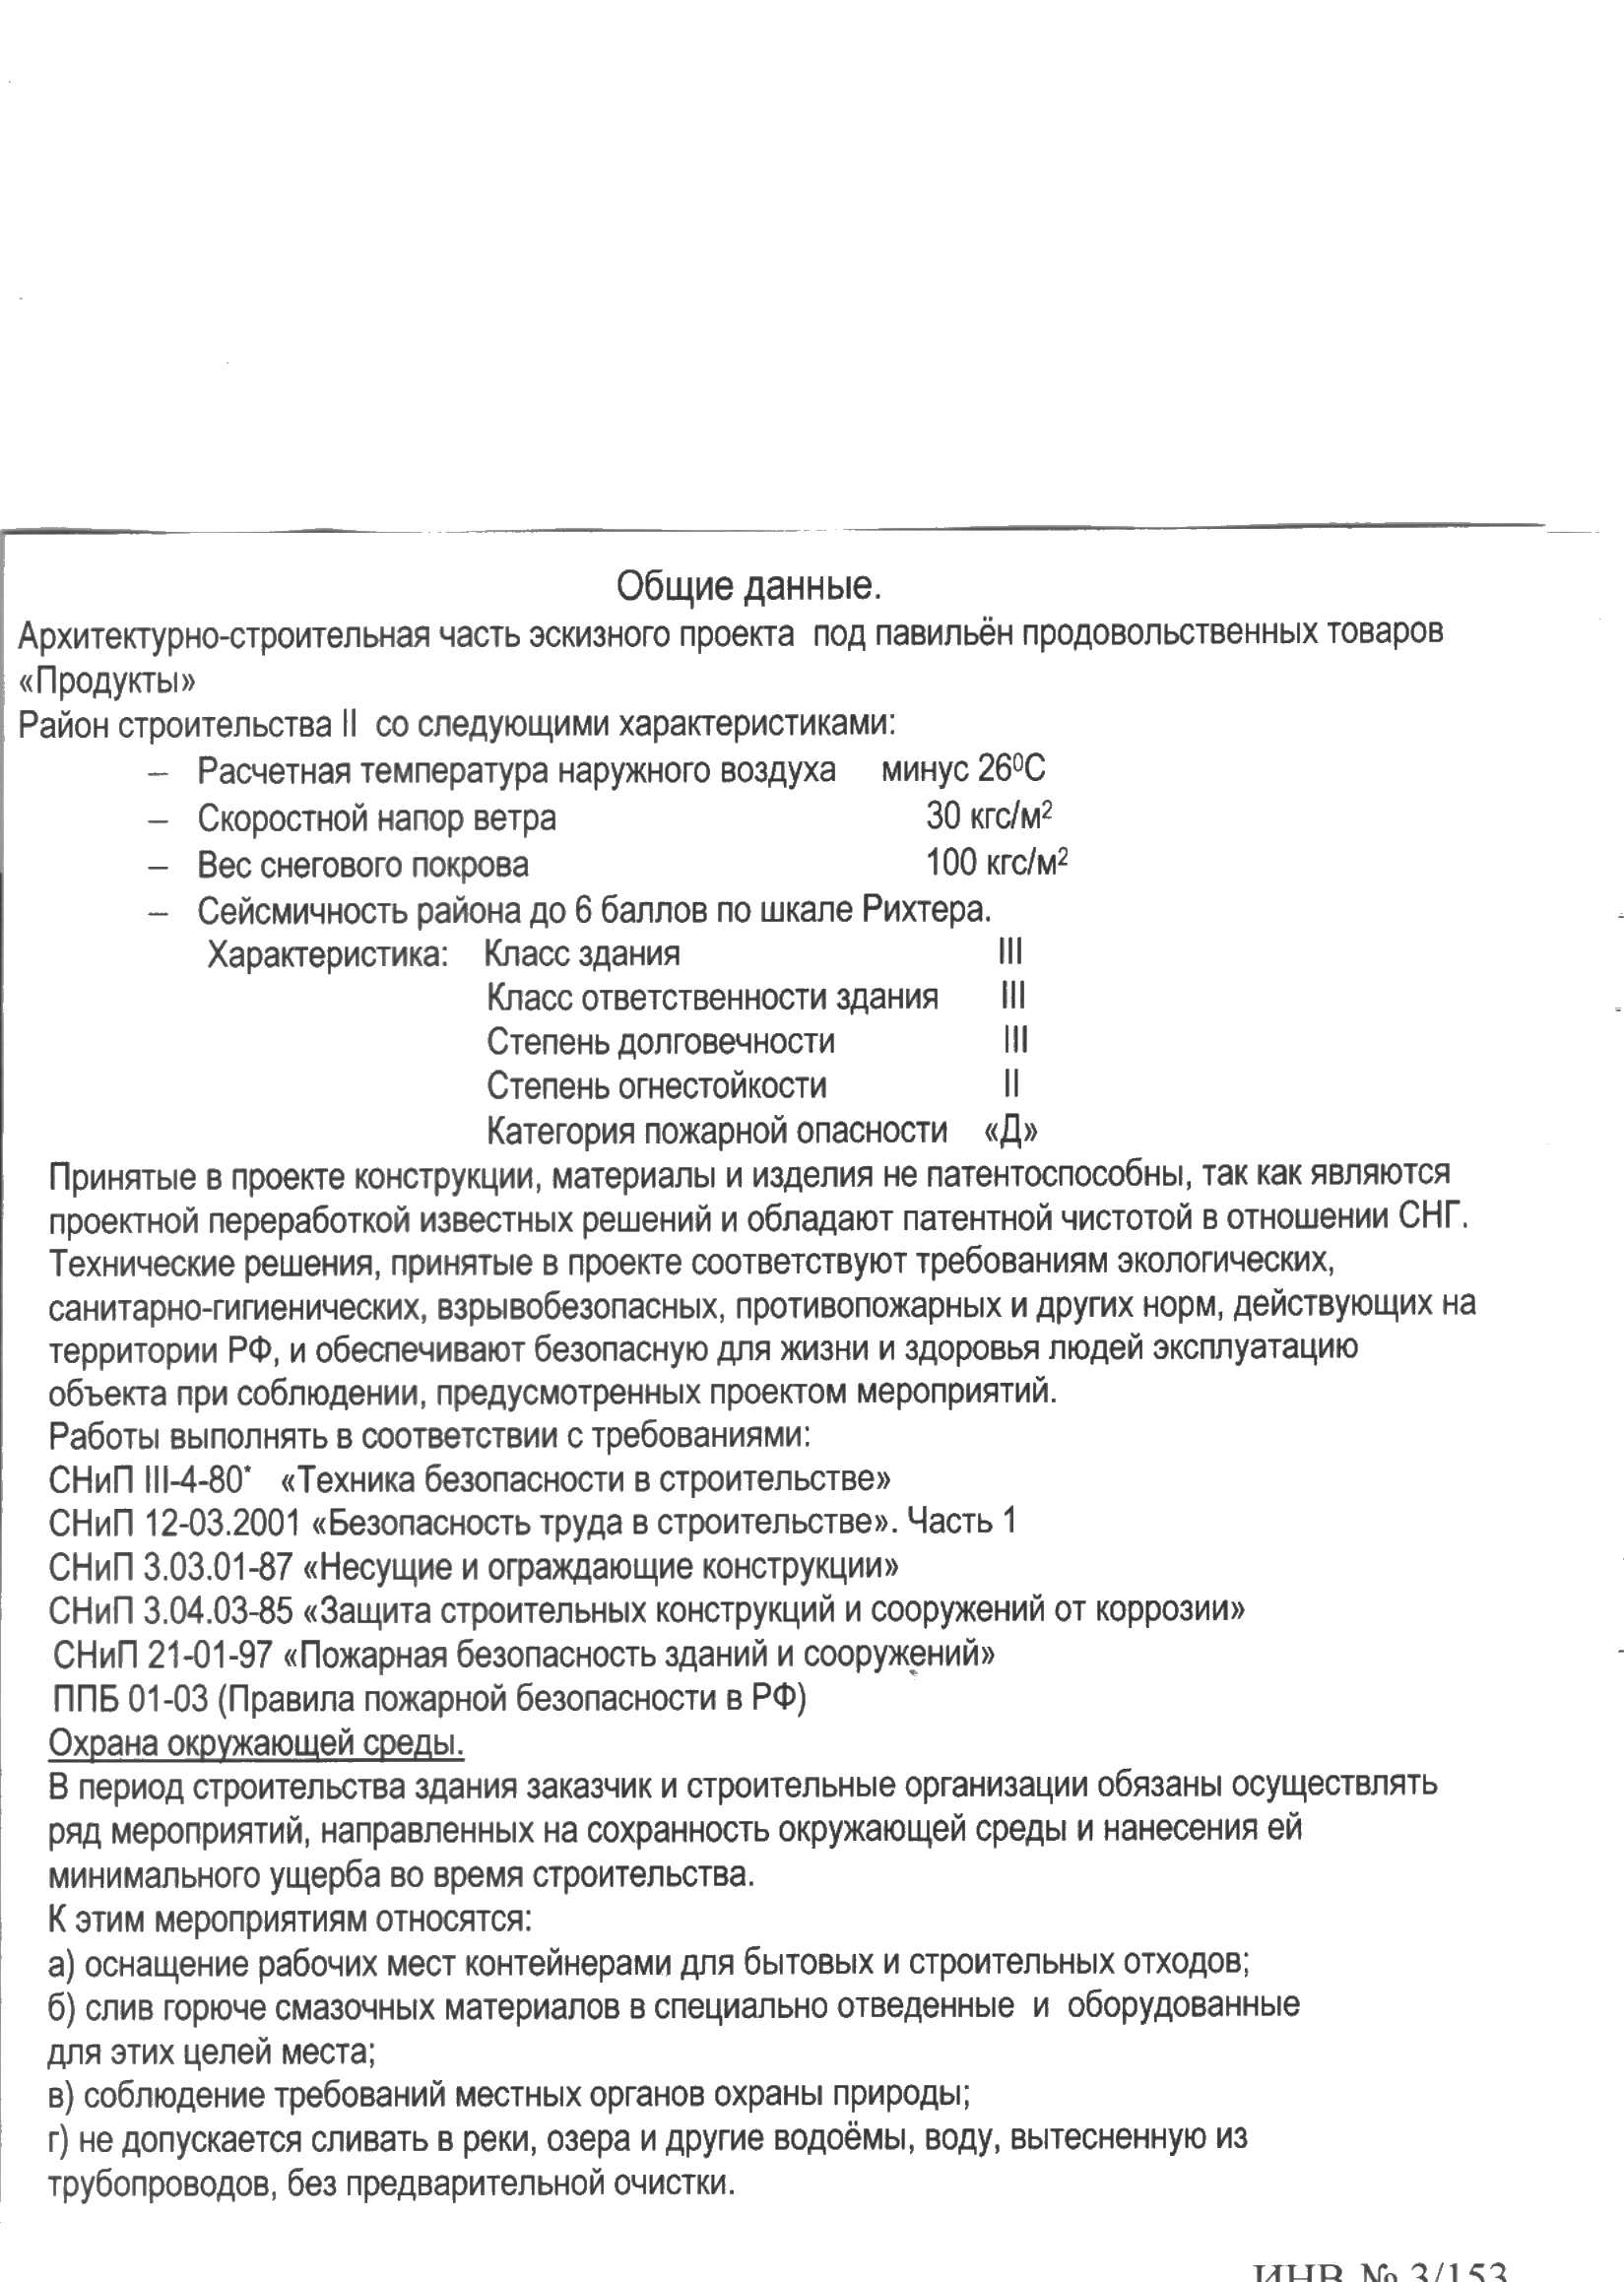 Общие данные.
Архитектурно-строительная часть эскизного проекта под павильён продовольственных товаров
«Продукты»
Район строительства II со следующими характеристиками:
– Расчетная температура наружного воздуха минус 26⁰С
– Скоростной напор ветра 30 кгс/м²
– Вес снегового покрова 100 кгс/м²
– Сейсмичность района до 6 баллов по шкале Рихтера.
Характеристика: Класс здания III
Класс ответственности здания III
Степень долговечности III
Степень огнестойкости II
Категория пожарной опасности «Д»
Принятые в проекте конструкции, материалы и изделия не патентоспособны, так как являются
проектной переработкой известных решений и обладают патентной чистотой в отношении СНГ.
Технические решения, принятые в проекте соответствуют требованиям экологических,
санитарно-гигиенических, взрывобезопасных, противопожарных и других норм, действующих на
территории РФ, и обеспечивают безопасную для жизни и здоровья людей эксплуатацию
объекта при соблюдении, предусмотренных проектом мероприятий.
Работы выполнять в соответствии с требованиями:
СНиП III-4-80* «Техника безопасности в строительстве»
СНиП 12-03.2001 «Безопасность труда в строительстве». Часть 1
СНиП 3.03.01-87 «Несущие и ограждающие конструкции»
СНиП 3.04.03-85 «Защита строительных конструкций и сооружений от коррозии»
СНиП 21-01-97 «Пожарная безопасность зданий и сооружений»
ППБ 01-03 (Правила пожарной безопасности в РФ)
Охрана окружающей среды.
В период строительства здания заказчик и строительные организации обязаны осуществлять
ряд мероприятий, направленных на сохранность окружающей среды и нанесения ей
минимального ущерба во время строительства.
К этим мероприятиям относятся:
а) оснащение рабочих мест контейнерами для бытовых и строительных отходов;
б) слив горюче смазочных материалов в специально отведенные и оборудованные
для этих целей места;
в) соблюдение требований местных органов охраны природы;
г) не допускается сливать в реки, озера и другие водоёмы, воду, вытесненную из
трубопроводов, без предварительной очистки.
ИНВ № 3/153